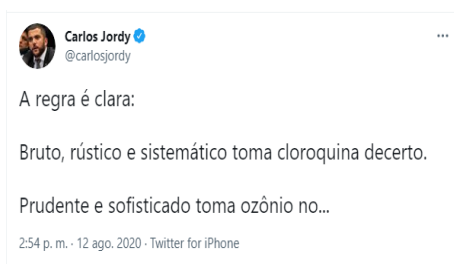 Carlos Jordy
@carlosjordy
A regra é clara:
Bruto, rústico e sistemático toma cloroquina decerto.
Prudente e sofisticado toma ozônio no...
2:54 p. m. · 12 ago. 2020 · Twitter for iPhone